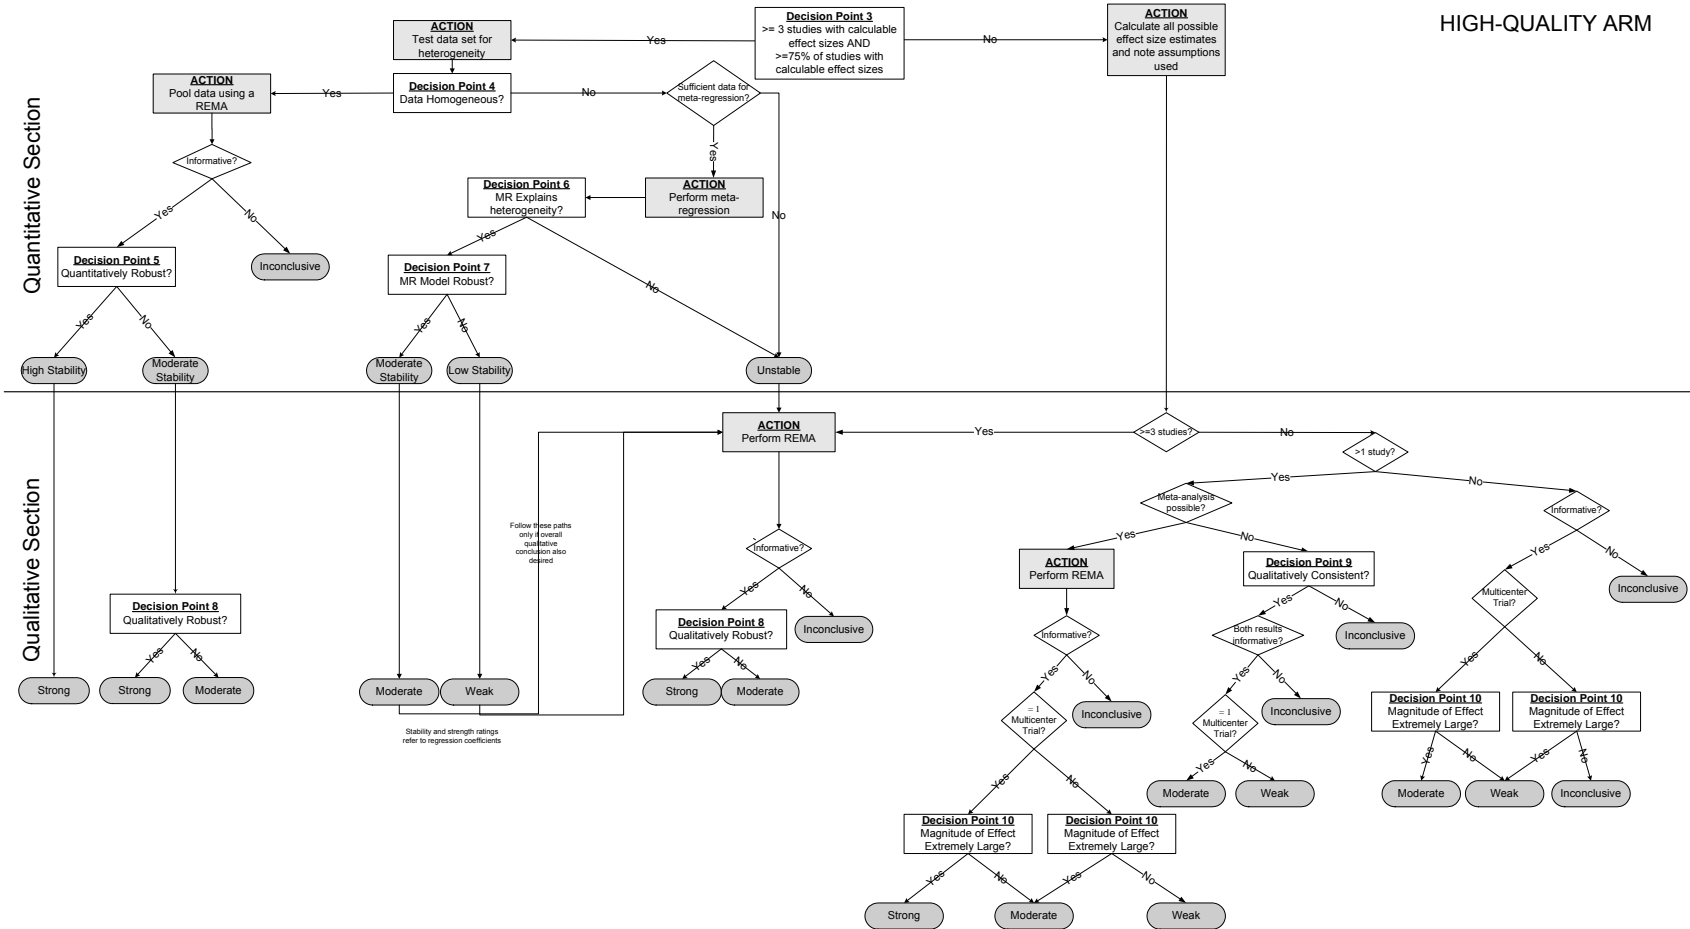 HIGH-QUALITY ARM
Decision Point 3
>= 3 studies with calculable
effect sizes AND
>=75% of studies with
calculable effect sizes
Yes
No
ACTION
Test data set for
heterogeneity
ACTION
Calculate all possible
effect size estimates
and note assumptions
used
Quantitative Section
ACTION
Pool data using a
REMA
Yes
Decision Point 4
Data Homogeneous?
No
Sufficient data for
meta-regression?
Yes
No
Informative?
Yes
No
Decision Point 6
MR Explains
heterogeneity?
ACTION
Perform meta-
regression
Decision Point 5
Quantitatively Robust?
Inconclusive
Yes
No
Decision Point 7
MR Model Robust?
Yes
No
Yes
No
High Stability
Moderate
Stability
Moderate
Stability
Low Stability
Unstable
Qualitative Section
ACTION
Perform REMA
Yes
>=3 studies?
No
>1 study?
Yes
No
Follow these paths
only if overall
qualitative
conclusion also
desired
Meta-analysis
possible?
Yes
No
Informative?
Yes
No
`
Informative?
Yes
No
ACTION
Perform REMA
Decision Point 9
Qualitatively Consistent?
Yes
No
Multicenter
Trial?
Yes
No
Inconclusive
Decision Point 8
Qualitatively Robust?
Yes
No
Decision Point 8
Qualitatively Robust?
Yes
No
Inconclusive
Informative?
Yes
No
Both results
informative?
Yes
No
Inconclusive
Strong
Strong
Moderate
Moderate
Weak
Strong
Moderate
Stability and strength ratings
refer to regression coefficients
= 1
Multicenter
Trial?
Yes
No
Inconclusive
= 1
Multicenter
Trial?
Yes
No
Inconclusive
Decision Point 10
Magnitude of Effect
Extremely Large?
Yes
No
Decision Point 10
Magnitude of Effect
Extremely Large?
Yes
No
Moderate
Weak
Moderate
Weak
Inconclusive
Decision Point 10
Magnitude of Effect
Extremely Large?
Yes
No
Decision Point 10
Magnitude of Effect
Extremely Large?
Yes
No
Strong
Moderate
Weak